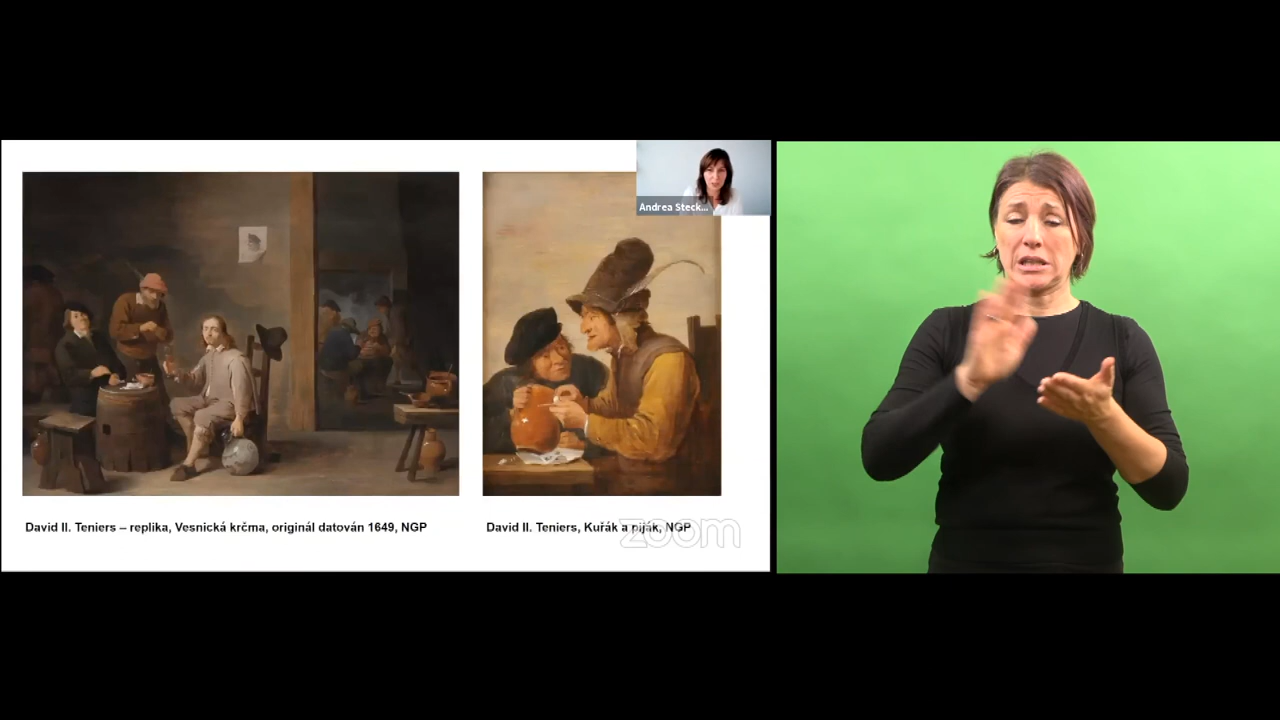 Andrea Steck...
David II. Teniers – replika, Vesnická krčma, originál datován 1649, NGP
David II. Teniers, Kuřák a piják, NGP
zoom